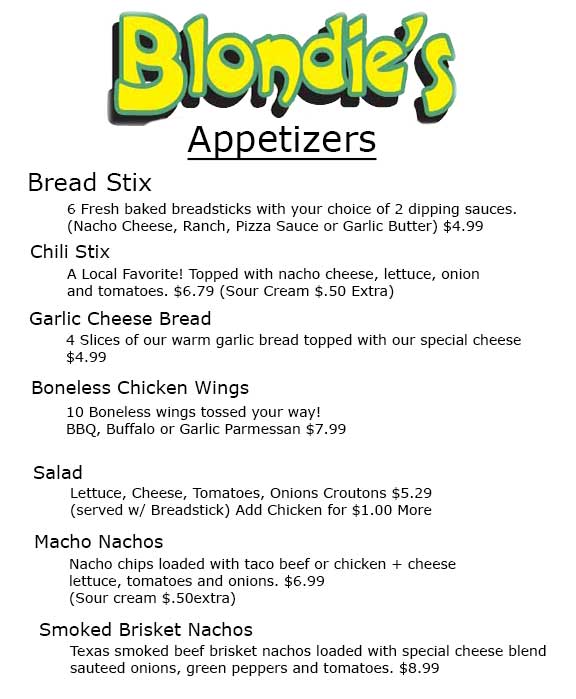 Blondie's
Appetizers
Bread Stix
6 Fresh baked breadsticks with your choice of 2 dipping sauces.
(Nacho Cheese, Ranch, Pizza Sauce or Garlic Butter) $4.99
Chili Stix
A Local Favorite! Topped with nacho cheese, lettuce, onion
and tomatoes. $6.79 (Sour Cream $.50 Extra)
Garlic Cheese Bread
4 Slices of our warm garlic bread topped with our special cheese
$4.99
Boneless Chicken Wings
10 Boneless wings tossed your way!
BBQ, Buffalo or Garlic Parmessan $7.99
Salad
Lettuce, Cheese, Tomatoes, Onions Croutons $5.29
(served w/ Breadstick) Add Chicken for $1.00 More
Macho Nachos
Nacho chips loaded with taco beef or chicken + cheese
lettuce, tomatoes and onions. $6.99
(Sour cream $.50extra)
Smoked Brisket Nachos
Texas smoked beef brisket nachos loaded with special cheese blend
sauteed onions, green peppers and tomatoes. $8.99